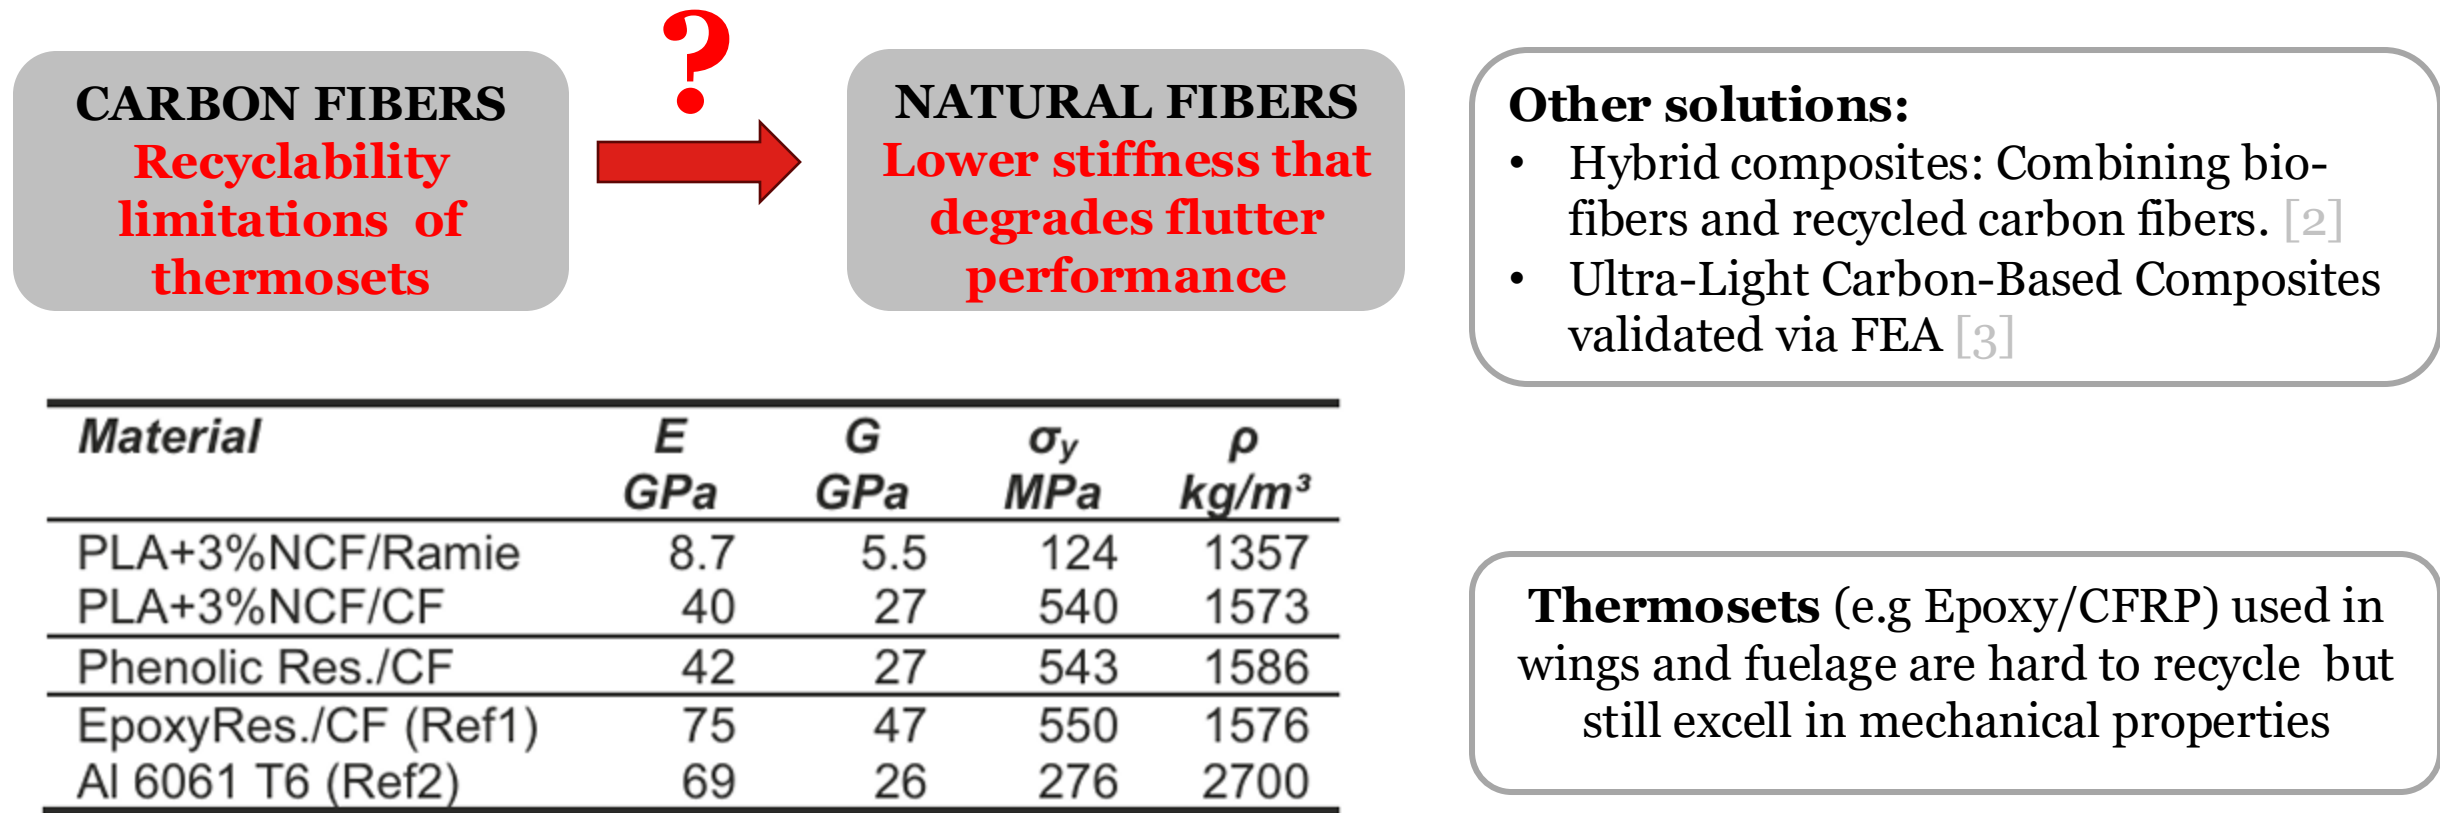 ?
CARBON FIBERS
Recyclability
limitations of
thermosets
NATURAL FIBERS
Lower stiffness that
degrades flutter
performance
Other solutions:
• Hybrid composites: Combining bio-
fibers and recycled carbon fibers. [2]
• Ultra-Light Carbon-Based Composites
validated via FEA [3]
Material E G σy ρ
GPa GPa MPa kg/m³
PLA+3%NCF/Ramie 8.7 5.5 124 1357
PLA+3%NCF/CF 40 27 540 1573
Phenolic Res./CF 42 27 543 1586
EpoxyRes./CF (Ref1) 75 47 550 1576
Al 6061 T6 (Ref2) 69 26 276 2700
Thermosets (e.g Epoxy/CFRP) used in
wings and fuelage are hard to recycle but
still excell in mechanical properties